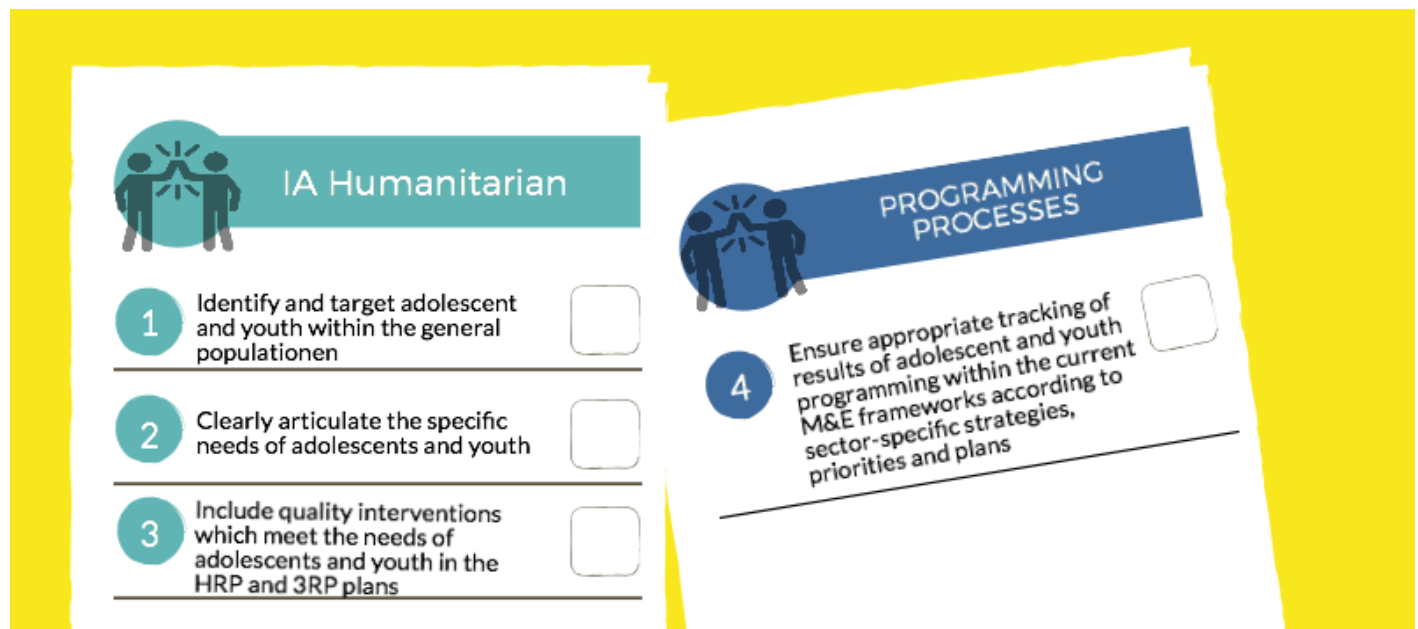 IA Humanitarian
1
Identify and target adolescent
and youth within the general
populationen
2
Clearly articulate the specific
needs of adolescents and youth
3
Include quality interventions
which meet the needs of
adolescents and youth in the
HRP and 3RP plans
PROGRAMMING
PROCESSES
4
Ensure appropriate tracking of
results of adolescent and youth
programming within the current
M&E frameworks according to
sector-specific strategies,
priorities and plans